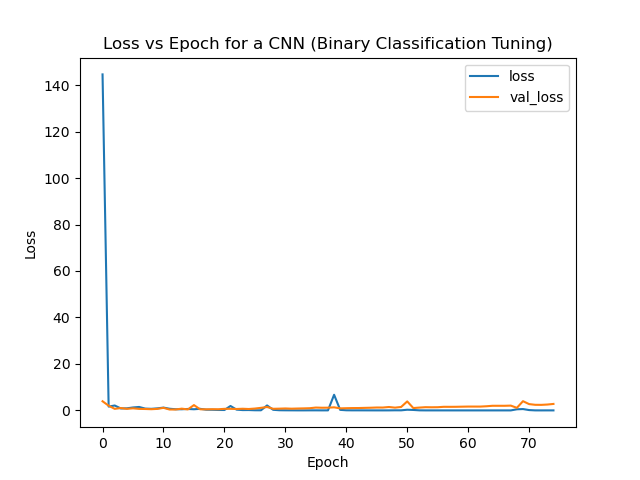 Loss vs Epoch for a CNN (Binary Classification Tuning)
loss
val_loss
140
120
100
80
60
40
20
0
Loss
0 10 20 30 40 50 60 70
Epoch